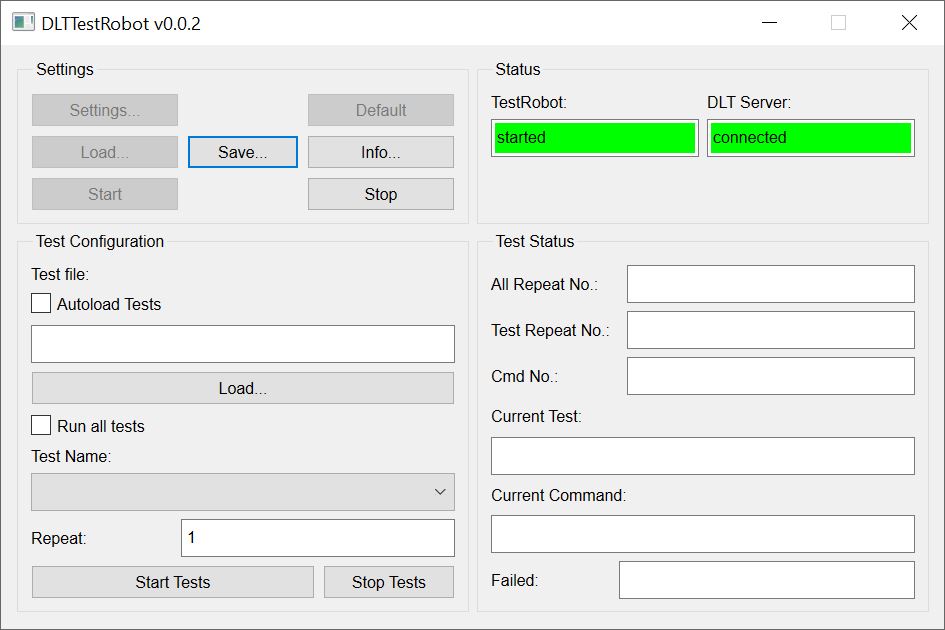 DLTTestRobot v0.0.2
Settings
Settings...
Default
Load...
Save...
Info...
Start
Stop
Status
TestRobot:
DLT Server:
started
connected
Test Configuration
Test file:
Autoload Tests
Load...
Run all tests
Test Name:
Repeat:
1
Start Tests
Stop Tests
Test Status
All Repeat No.:
Test Repeat No.:
Cmd No.:
Current Test:
Current Command:
Failed: